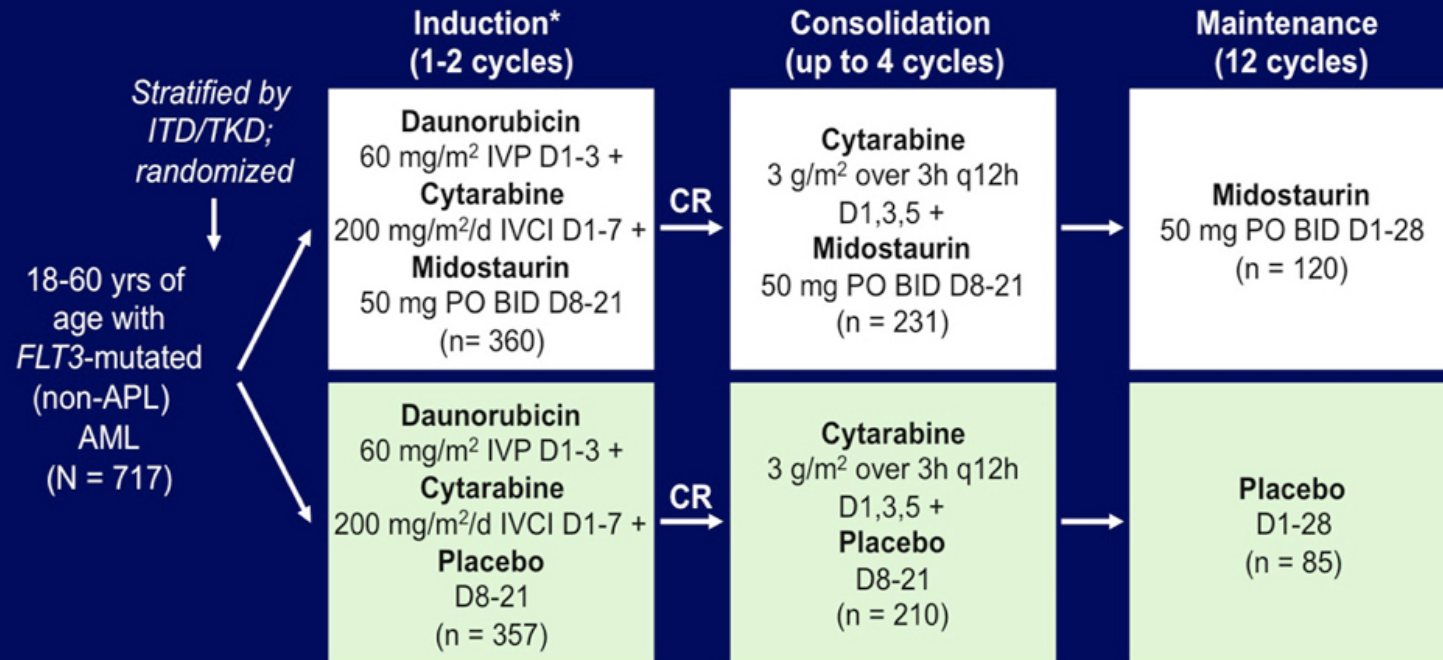 Induction*
(1-2 cycles)
Consolidation
(up to 4 cycles)
Maintenance
(12 cycles)
Stratified by
ITD/TKD;
randomized
18-60 yrs of
age with
FLT3-mutated
(non-APL)
AML
(N = 717)
Daunorubicin
60 mg/m² IVP D1-3 +
Cytarabine
200 mg/m²/d IVCI D1-7 +
Midostaurin
50 mg PO BID D8-21
(n= 360)
CR
Cytarabine
3 g/m² over 3h q12h
D1,3,5 +
Midostaurin
50 mg PO BID D8-21
(n = 231)
Midostaurin
50 mg PO BID D1-28
(n = 120)
Daunorubicin
60 mg/m² IVP D1-3 +
Cytarabine
200 mg/m²/d IVCI D1-7 +
Placebo
D8-21
(n = 357)
CR
Cytarabine
3 g/m² over 3h q12h
D1,3,5 +
Placebo
D8-21
(n = 210)
Placebo
D1-28
(n = 85)